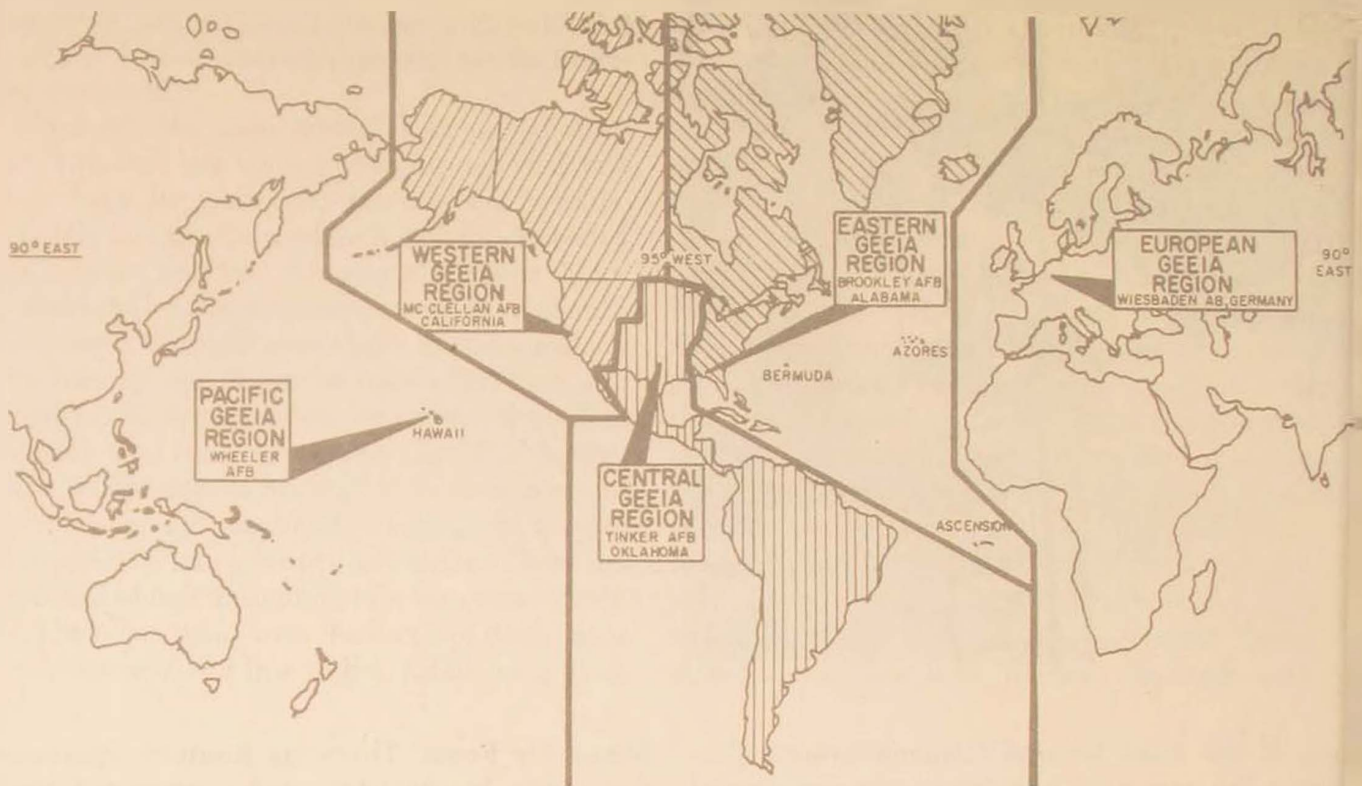 90° EAST
WESTERN
GEEIA
REGION
MC CLELLAN AFB
CALIFORNIA
95° WEST
EASTERN
GEEIA
REGION
BROOKLEY AFB
ALABAMA
EUROPEAN
GEEIA
REGION
WIESBADEN AB, GERMANY
90°
EAST
AZORES
BERMUDA
PACIFIC
GEEIA
REGION
WHEELER
AFB
HAWAII
CENTRAL
GEEIA
REGION
TINKER AFB
OKLAHOMA
ASCENSION